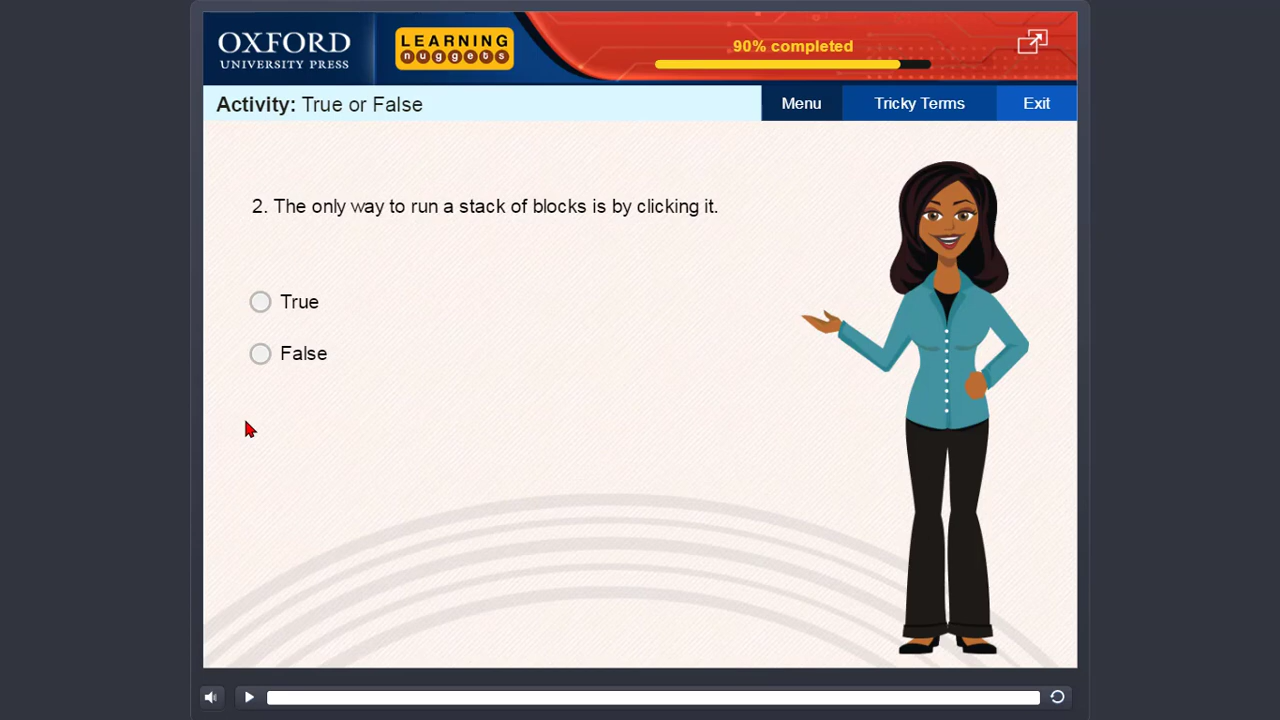 OXFORD
UNIVERSITY PRESS
LEARNING
nuggets
90% completed
Activity: True or False
Menu
Tricky Terms
Exit
2. The only way to run a stack of blocks is by clicking it.
True
False